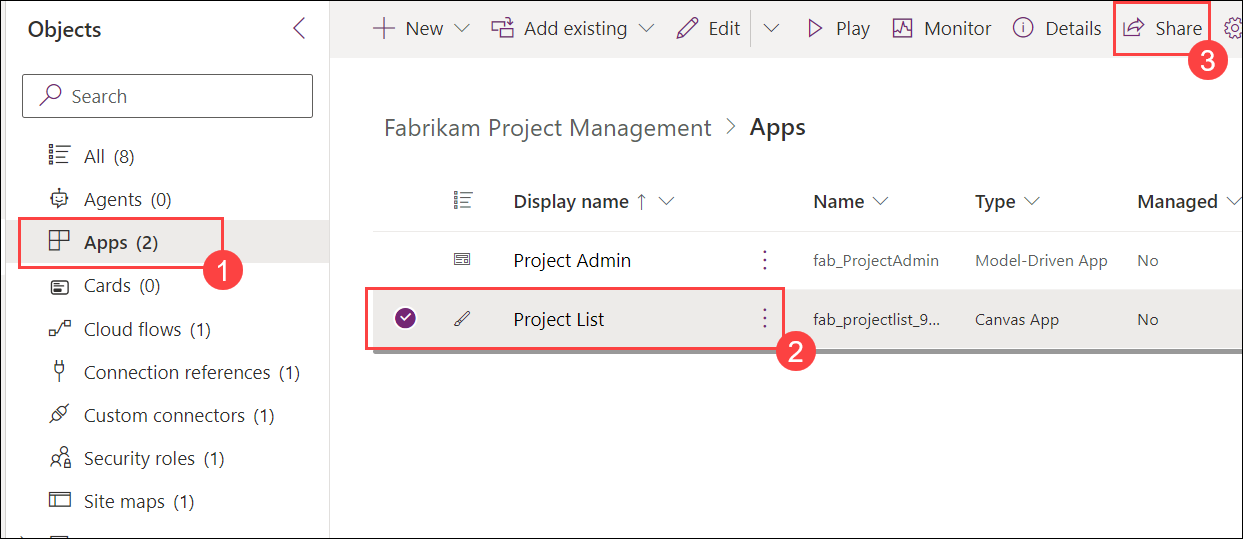 Objects
Search
All (8)
Agents (0)
Apps (2)
1
Cards (0)
Cloud flows (1)
Connection references (1)
Custom connectors (1)
Security roles (1)
Site maps (1)
New Add existing Edit Play Monitor Details Share
3
Fabrikam Project Management > Apps
Display name ↑ Name Type Managed
Project Admin fab_ProjectAdmin Model-Driven App No
Project List fab_projectlist_9... Canvas App No
2